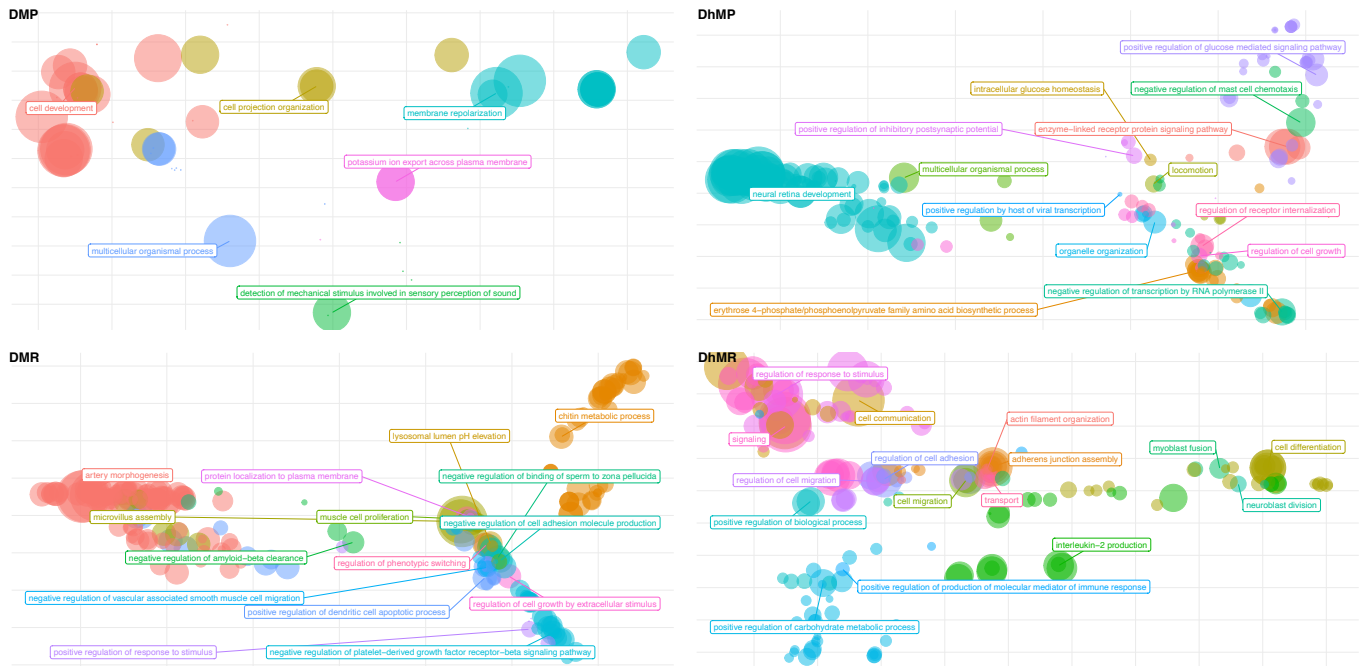 DMP
cell development
cell projection organization
membrane repolarization
potassium ion export across plasma membrane
multicellular organismal process
detection of mechanical stimulus involved in sensory perception of sound
DhMP
positive regulation of glucose mediated signaling pathway
intracellular glucose homeostasis
negative regulation of mast cell chemotaxis
positive regulation of inhibitory postsynaptic potential
enzyme−linked receptor protein signaling pathway
multicellular organismal process
locomotion
neural retina development
positive regulation by host of viral transcription
regulation of receptor internalization
organelle organization
regulation of cell growth
negative regulation of transcription by RNA polymerase II
erythrose 4−phosphate/phosphoenolpyruvate family amino acid biosynthetic process
DMR
chitin metabolic process
lysosomal lumen pH elevation
artery morphogenesis
protein localization to plasma membrane
negative regulation of binding of sperm to zona pellucida
microvillus assembly
muscle cell proliferation
negative regulation of cell adhesion molecule production
negative regulation of amyloid−beta clearance
regulation of phenotypic switching
negative regulation of vascular associated smooth muscle cell migration
regulation of cell growth by extracellular stimulus
positive regulation of dendritic cell apoptotic process
positive regulation of response to stimulus
negative regulation of platelet−derived growth factor receptor−beta signaling pathway
DhMR
regulation of response to stimulus
cell communication
actin filament organization
signaling
myoblast fusion
cell differentiation
regulation of cell adhesion
adherens junction assembly
regulation of cell migration
cell migration
transport
neuroblast division
positive regulation of biological process
interleukin−2 production
positive regulation of production of molecular mediator of immune response
positive regulation of carbohydrate metabolic process